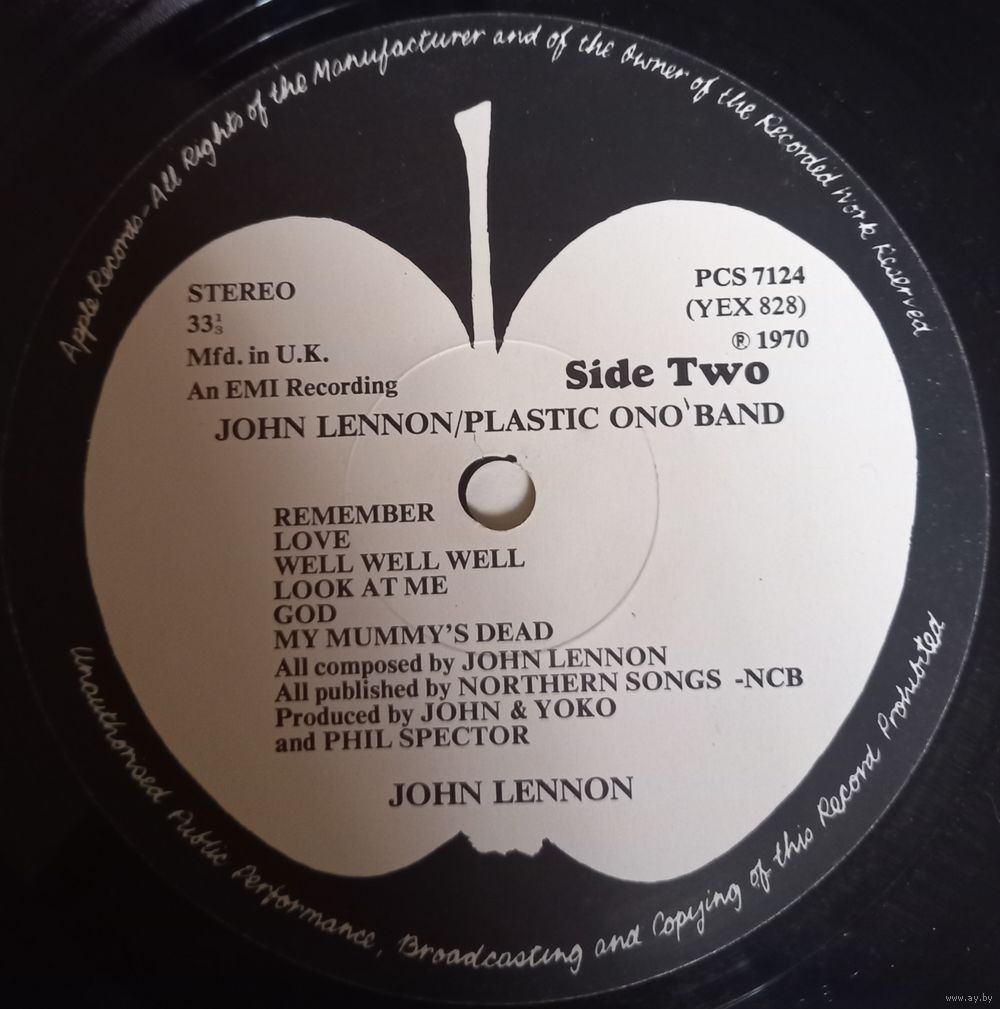 Apple Records - All Rights of the Manufacturer and of the Owner of the Recorded Work Reserved
STEREO
33⅓
Mfd. in U.K.
An EMI Recording
PCS 7124
(YEX 828)
℗ 1970
Side Two
JOHN LENNON/PLASTIC ONO BAND
REMEMBER
LOVE
WELL WELL WELL
LOOK AT ME
GOD
MY MUMMY'S DEAD
All composed by JOHN LENNON
All published by NORTHERN SONGS -NCB
Produced by JOHN & YOKO
and PHIL SPECTOR
JOHN LENNON
Unauthorised Public Performance, Broadcasting and Copying of this Record Prohibited
www.ay.by